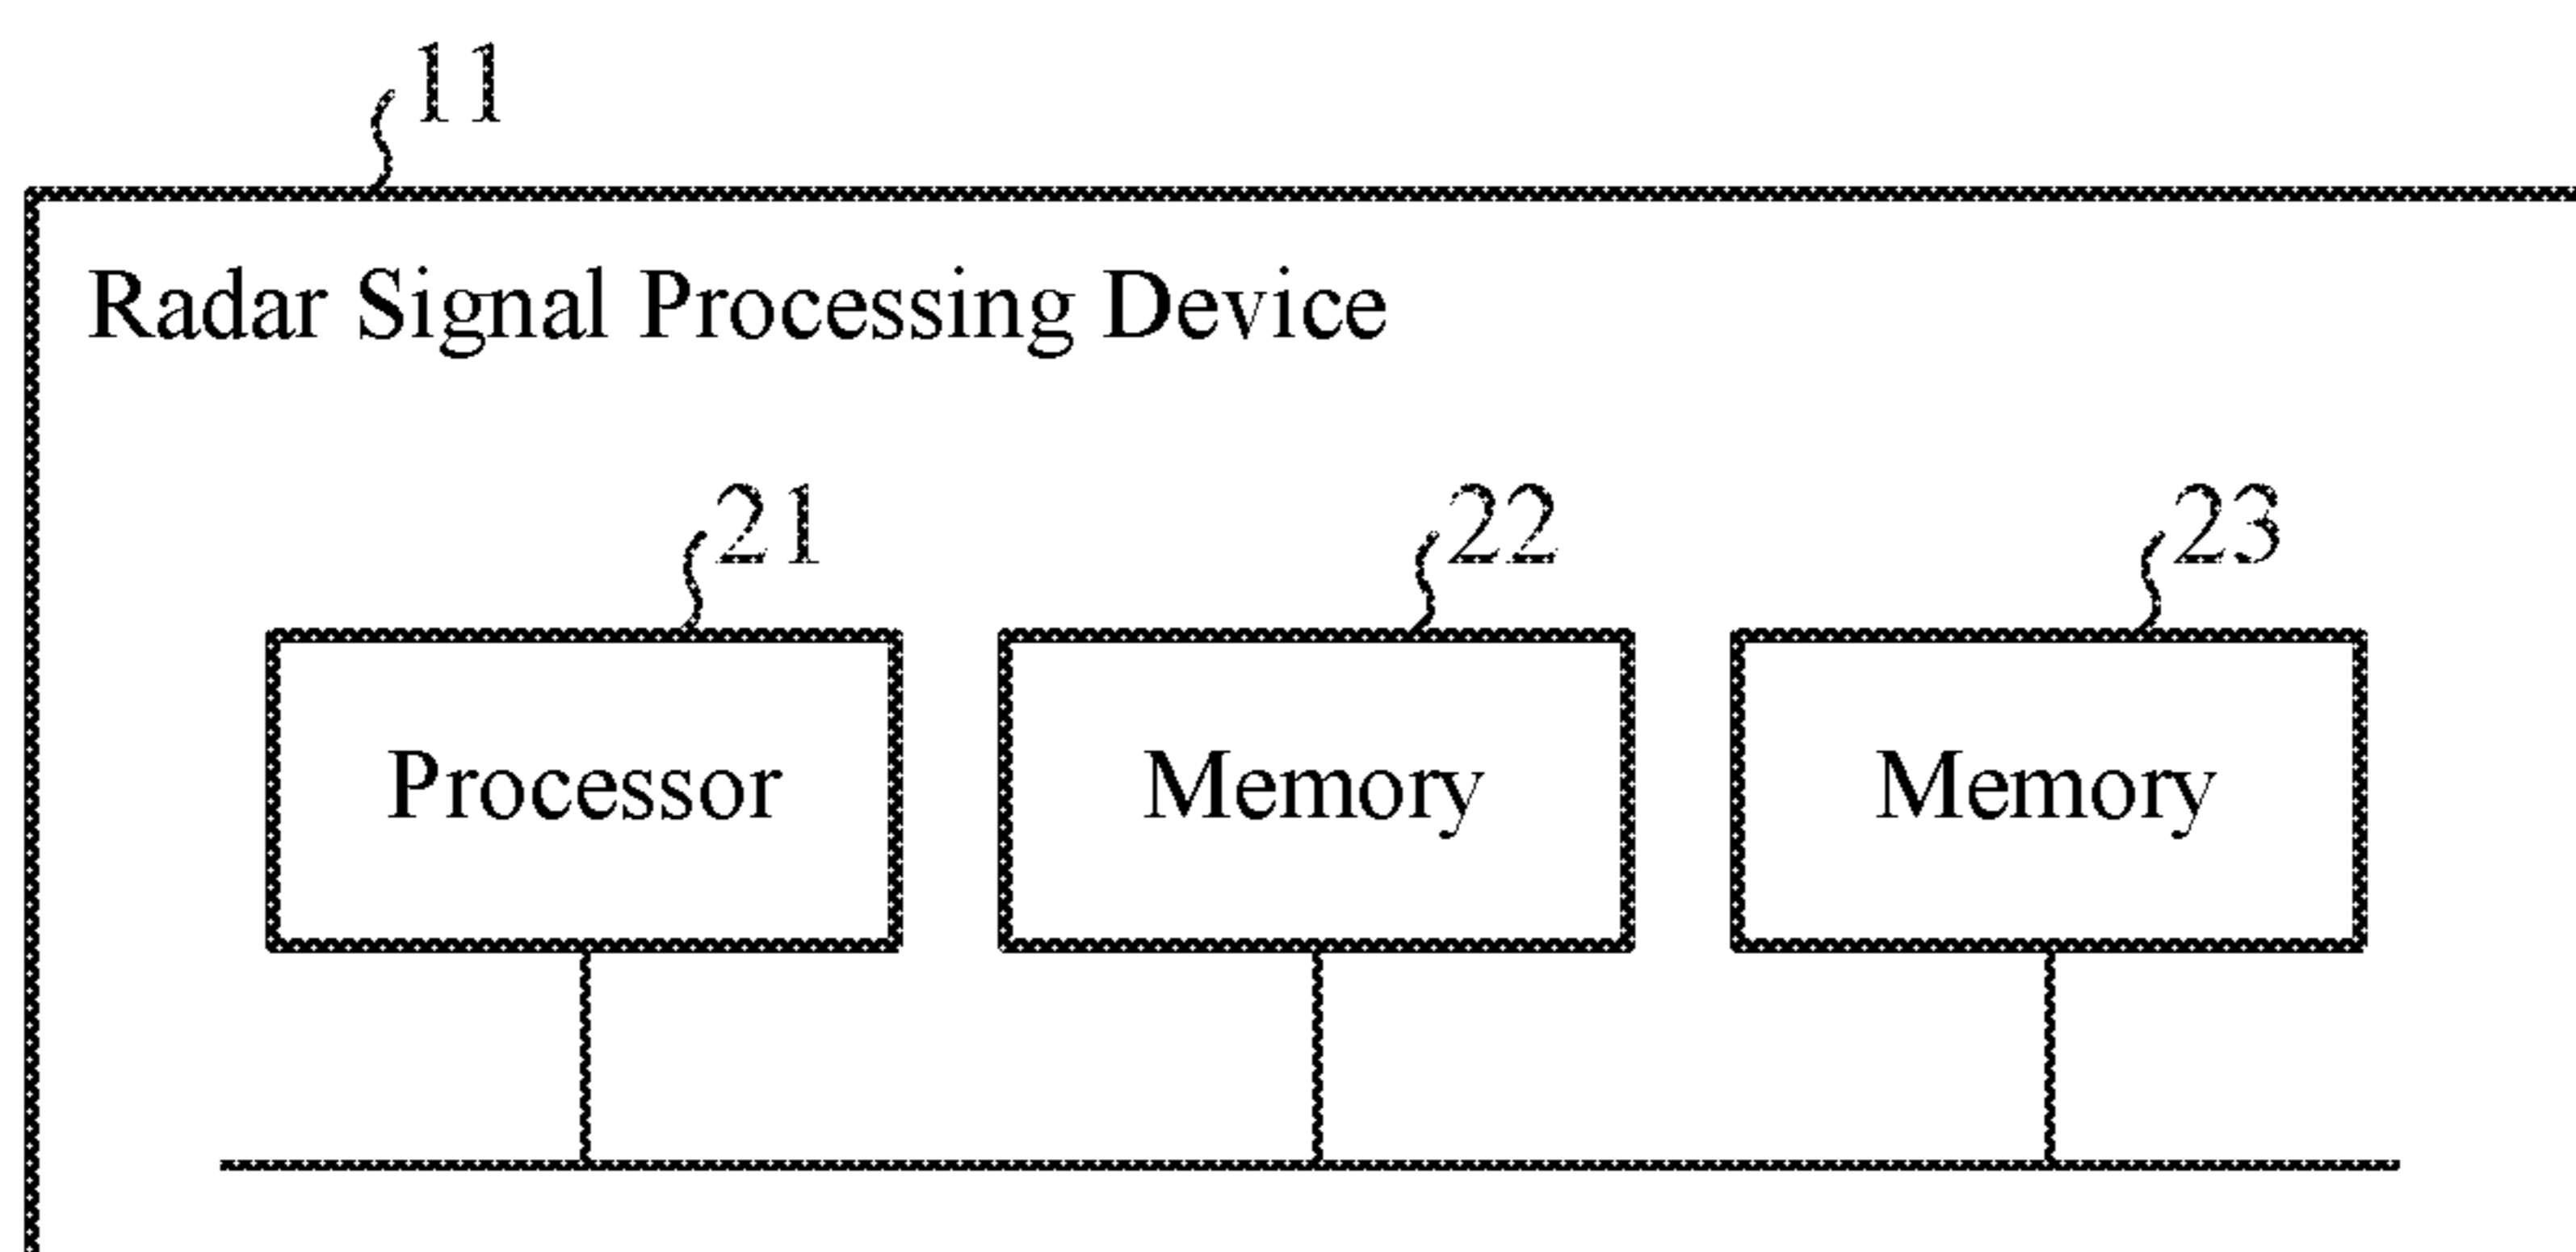 11
Radar Signal Processing Device
21 22 23
Processor Memory Memory